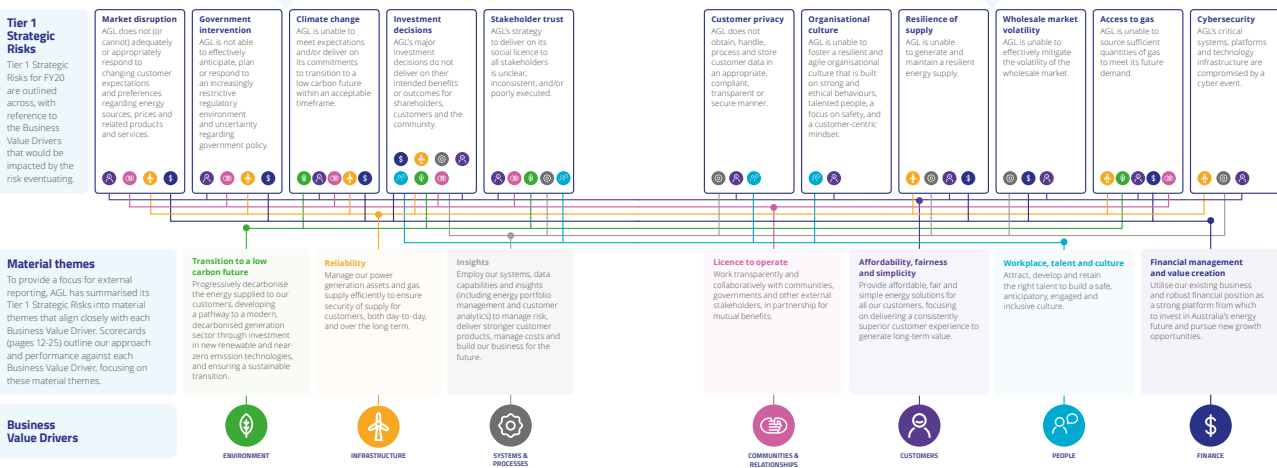 Tier 1
Strategic
Risks
Tier 1 Strategic
Risks for FY20
are outlined
across, with
reference to
the Business
Value Drivers
that would be
impacted by the
risk eventuating.
Market disruption
AGL does not (or
cannot) adequately
or appropriately
respond to
changing customer
expectations
and preferences
regarding energy
sources, prices and
related products
and services.
Government
intervention
AGL is not able
to effectively
anticipate, plan
or respond to
an increasingly
restrictive
regulatory
environment
and uncertainty
regarding
government policy.
Climate change
AGL is unable to
meet expectations
and/or deliver on
its commitments
to transition to a
low carbon future
within an acceptable
timeframe.
Investment
decisions
AGL's major
investment
decisions do not
deliver on their
intended benefits
or outcomes for
shareholders,
customers and the
community.
Stakeholder trust
AGL's strategy
to deliver on its
social licence to
all stakeholders
is unclear,
inconsistent, and/or
poorly executed.
Customer privacy
AGL does not
obtain, handle,
process and store
customer data in
an appropriate,
compliant,
transparent or
secure manner.
Organisational
culture
AGL is unable to
foster a resilient and
agile organisational
culture that is built
on strong and
ethical behaviours,
talented people, a
focus on safety, and
a customer-centric
mindset.
Resilience of
supply
AGL is unable
to generate and
maintain a resilient
energy supply.
Wholesale market
volatility
AGL is unable to
effectively mitigate
the volatility of the
wholesale market.
Access to gas
AGL is unable to
source sufficient
quantities of gas
to meet its future
demand.
Cybersecurity
AGL's critical
systems, platforms
and technology
infrastructure are
compromised by a
cyber event.
Material themes
To provide a focus for external
reporting, AGL has summarised its
Tier 1 Strategic Risks into material
themes that align closely with each
Business Value Driver. Scorecards
(pages 12-25) outline our approach
and performance against each
Business Value Driver, focusing on
these material themes.
Transition to a low
carbon future
Progressively decarbonise
the energy supplied to our
customers, developing
a pathway to a modern,
decarbonised generation
sector through investment
in new renewable and near-
zero emission technologies,
and ensuring a sustainable
transition.
Reliability
Manage our power
generation assets and gas
supply efficiently to ensure
security of supply for
customers, both day-to-day,
and over the long-term.
Insights
Employ our systems, data
capabilities and insights
(including energy portfolio
management and customer
analytics) to manage risk,
deliver stronger customer
products, manage costs and
build our business for the
future.
Licence to operate
Work transparently and
collaboratively with communities,
governments and other external
stakeholders, in partnership for
mutual benefits.
Affordability, fairness
and simplicity
Provide affordable, fair and
simple energy solutions for
all our customers, focusing
on delivering a consistently
superior customer experience to
generate long-term value.
Workplace, talent and culture
Attract, develop and retain
the right talent to build a safe,
anticipatory, engaged and
inclusive culture.
Financial management
and value creation
Utilise our existing business
and robust financial position as
a strong platform from which
to invest in Australia's energy
future and pursue new growth
opportunities.
Business
Value Drivers
ENVIRONMENT
INFRASTRUCTURE
SYSTEMS &
PROCESSES
COMMUNITIES &
RELATIONSHIPS
CUSTOMERS
PEOPLE
FINANCE